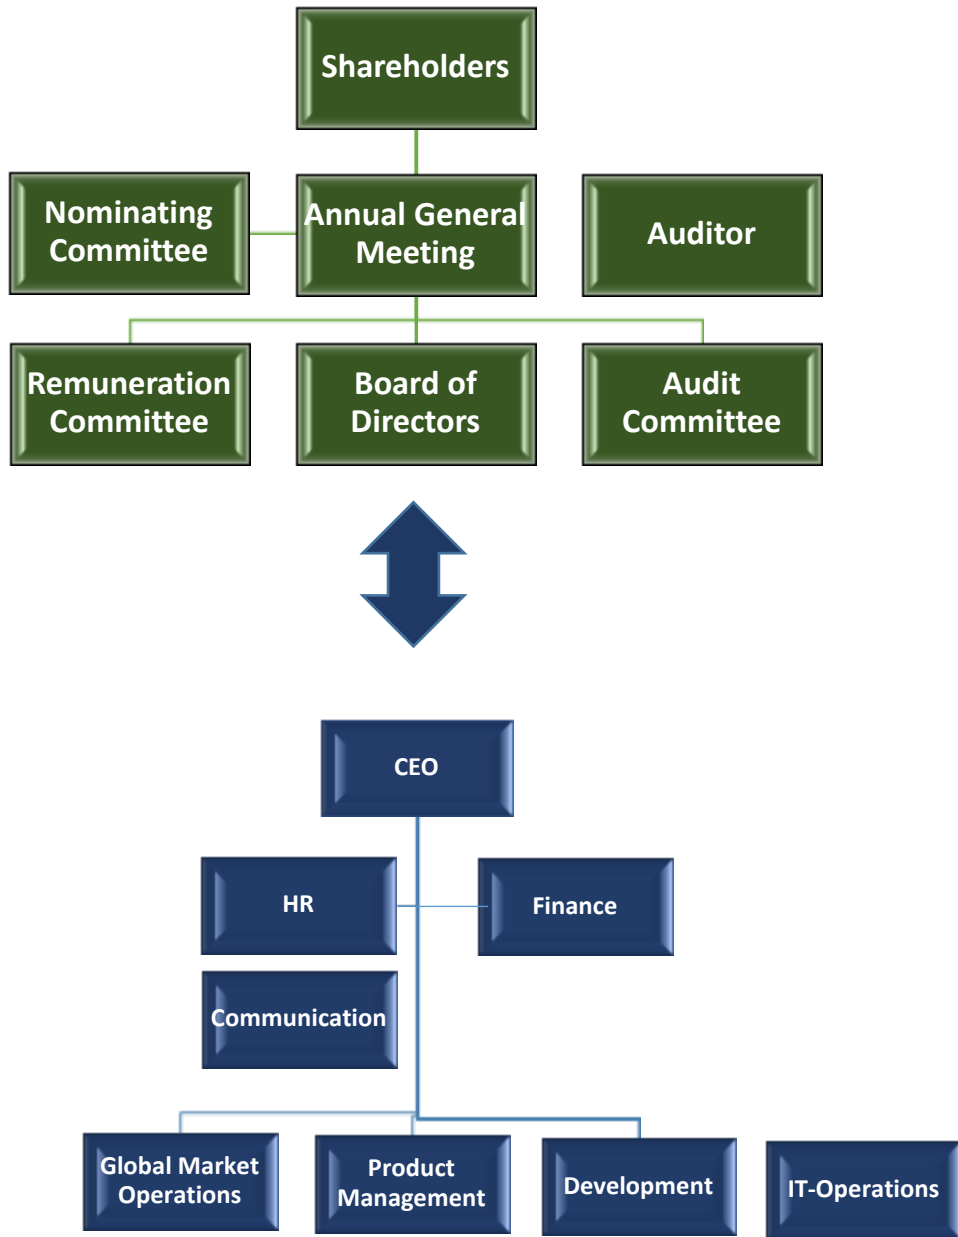 Shareholders
Nominating
Committee
Annual General
Meeting
Auditor
Remuneration
Committee
Board of
Directors
Audit
Committee
CEO
HR
Finance
Communication
Global Market
Operations
Product
Management
Development
IT-Operations